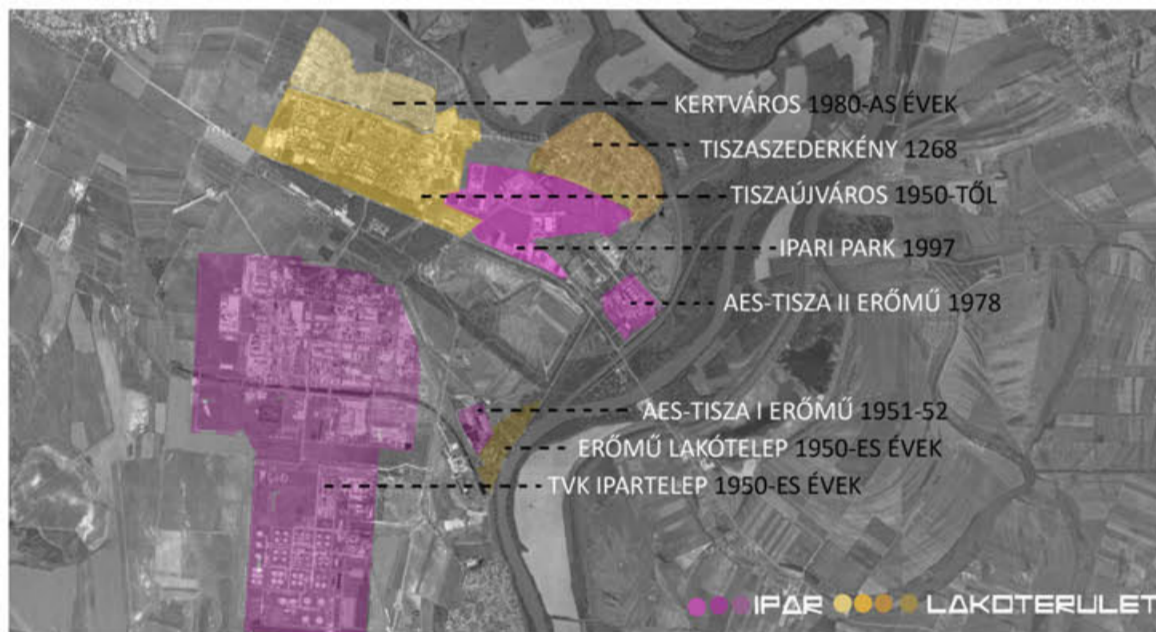 KERTVÁROS 1980-AS ÉVEK
TISZASZEDERKÉNY 1268
TISZAÚJVÁROS 1950-TŐL
IPARI PARK 1997
AES-TISZA II ERŐMŰ 1978
AES-TISZA I ERŐMŰ 1951-52
ERŐMŰ LAKÓTELEP 1950-ES ÉVEK
TVK IPARTELEP 1950-ES ÉVEK
IPAR LAKOTERULET